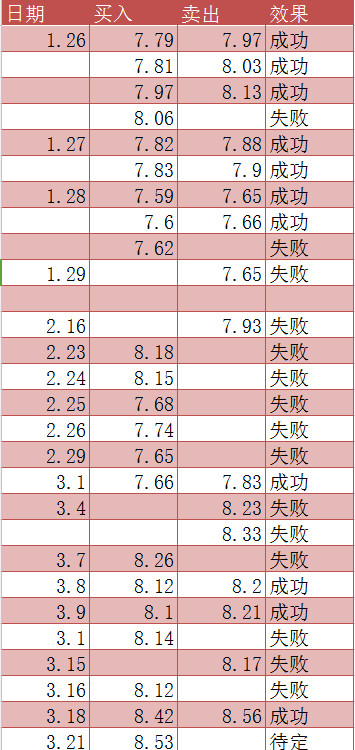 日期 买入 卖出 效果
1.26 7.79 7.97 成功
7.81 8.03 成功
7.97 8.13 成功
8.06 失败
1.27 7.82 7.88 成功
7.83 7.9 成功
1.28 7.59 7.65 成功
7.6 7.66 成功
7.62 失败
1.29 7.65 失败
2.16 7.93 失败
2.23 8.18 失败
2.24 8.15 失败
2.25 7.68 失败
2.26 7.74 失败
2.29 7.65 失败
3.1 7.66 7.83 成功
3.4 8.23 失败
8.33 失败
3.7 8.26 失败
3.8 8.12 8.2 成功
3.9 8.1 8.21 成功
3.1 8.14 失败
3.15 8.17 失败
3.16 8.12 失败
3.18 8.42 8.56 成功
3.21 8.53 待定